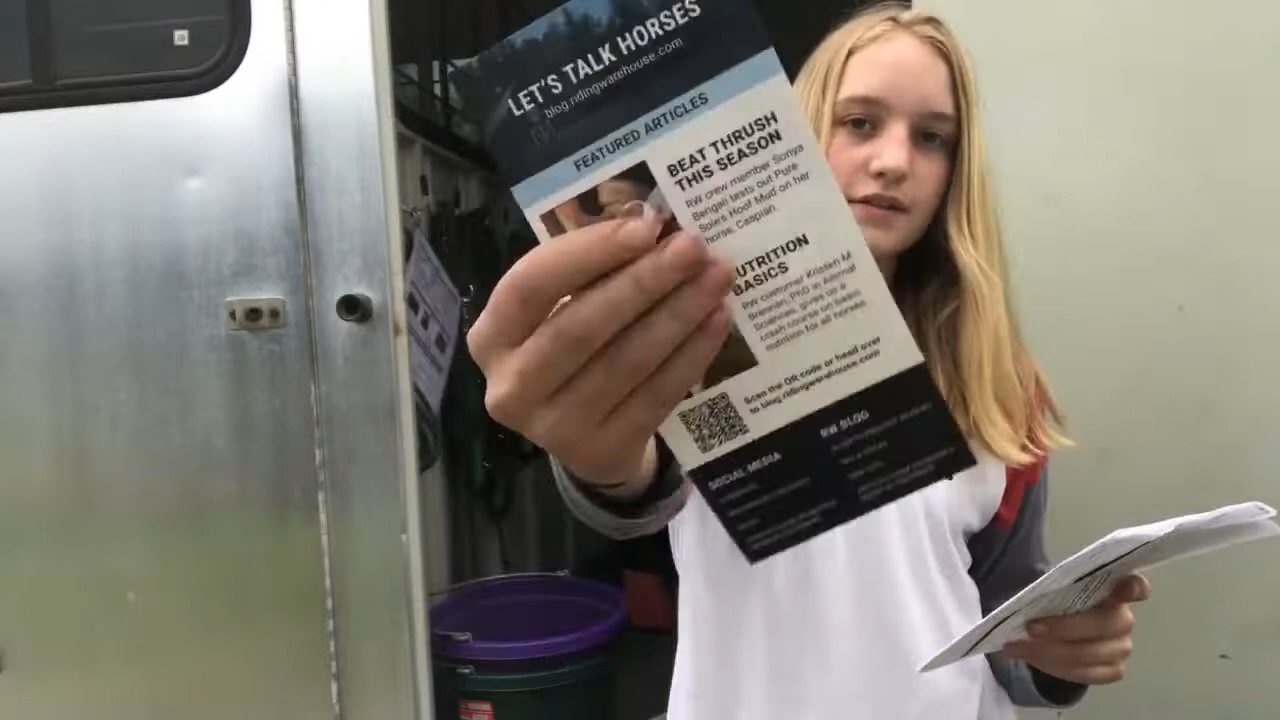 LET'S TALK HORSES
blog.ridingwarehouse.com
FEATURED ARTICLES
BEAT THRUSH
THIS SEASON
RW crew member Sonya
Bengali tests out Pure
Sole's Hoof Mud on her
horse, Caspian.
NUTRITION
BASICS
RW customer Kristen M
Brennan, PhD in Animal
Sciences, gives us a
crash course on basic
nutrition for all horses.
Scan the QR code or head over
to blog.ridingwarehouse.com
SOCIAL MEDIA
RW BLOG